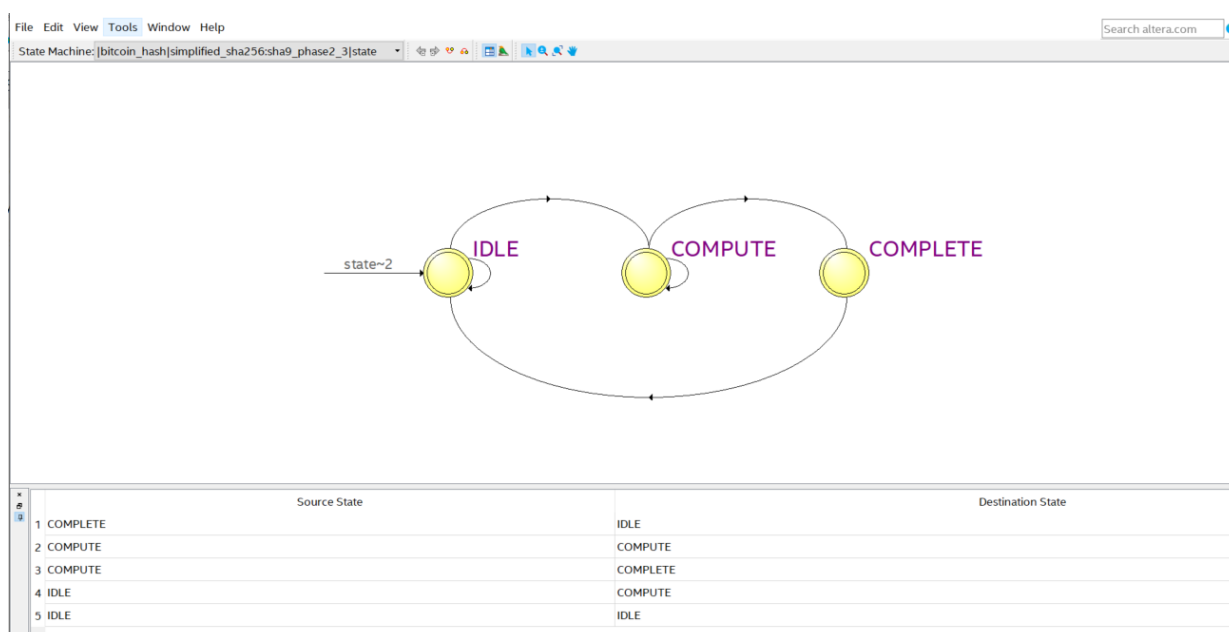 File Edit View Tools Window Help
Search altera.com
State Machine: |bitcoin_hash|simplified_sha256:sha9_phase2_3|state
IDLE COMPUTE COMPLETE
state~2
Source State Destination State
1 COMPLETE IDLE
2 COMPUTE COMPUTE
3 COMPUTE COMPLETE
4 IDLE COMPUTE
5 IDLE IDLE